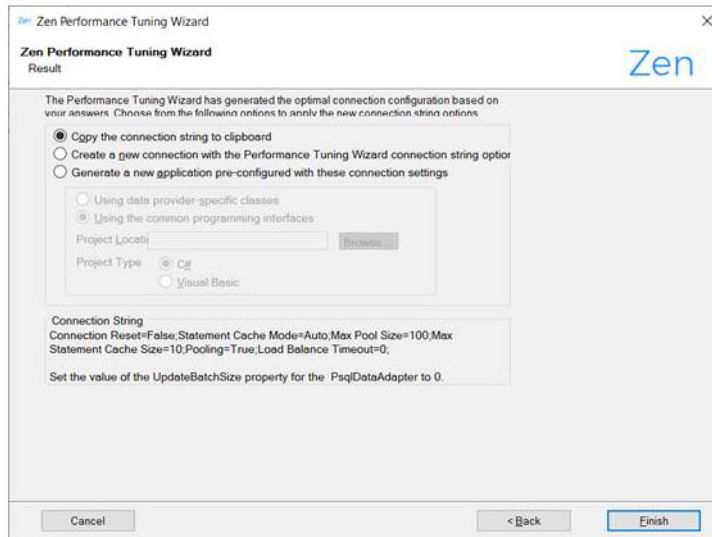 Zen Zen Performance Tuning Wizard
Zen Performance Tuning Wizard
Result
Zen
The Performance Tuning Wizard has generated the optimal connection configuration based on
your answers. Choose from the following options to apply the new connection string options
Copy the connection string to clipboard
Create a new connection with the Performance Tuning Wizard connection string option
Generate a new application pre-configured with these connection settings
Using data provider-specific classes
Using the common programming interfaces
Project Locati
Browse...
Project Type
C#
Visual Basic
Connection String
Connection Reset=False;Statement Cache Mode=Auto;Max Pool Size=100;Max
Statement Cache Size=10;Pooling=True;Load Balance Timeout=0;
Set the value of the UpdateBatchSize property for the PsqlDataAdapter to 0.
Cancel
< Back
Finish